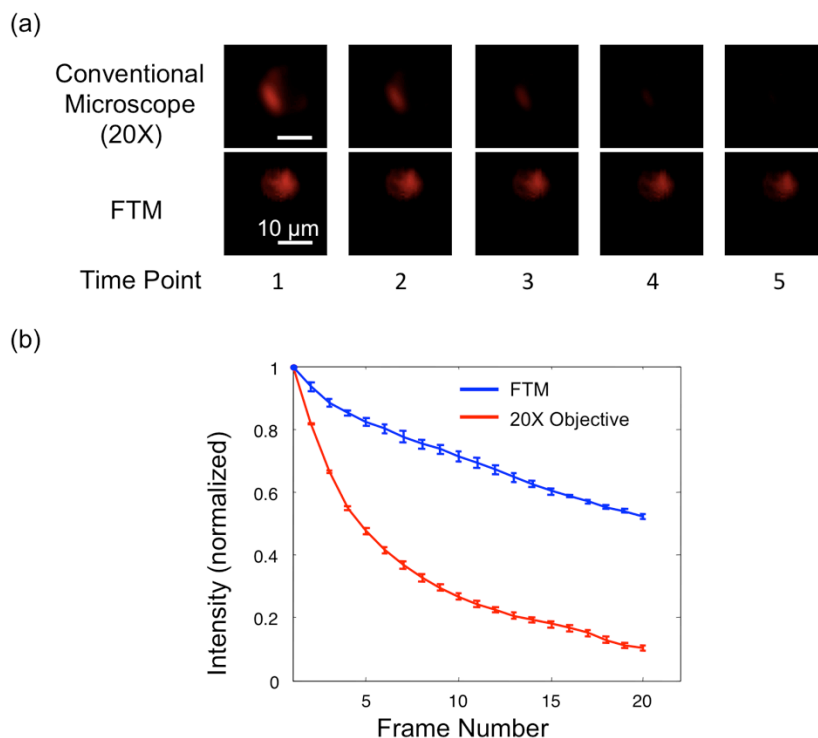 (a)
Conventional
Microscope
(20X)
FTM
10 µm
Time Point 1 2 3 4 5
(b)
Intensity (normalized)
1
0.8
0.6
0.4
0.2
0
FTM
20X Objective
5 10 15 20
Frame Number